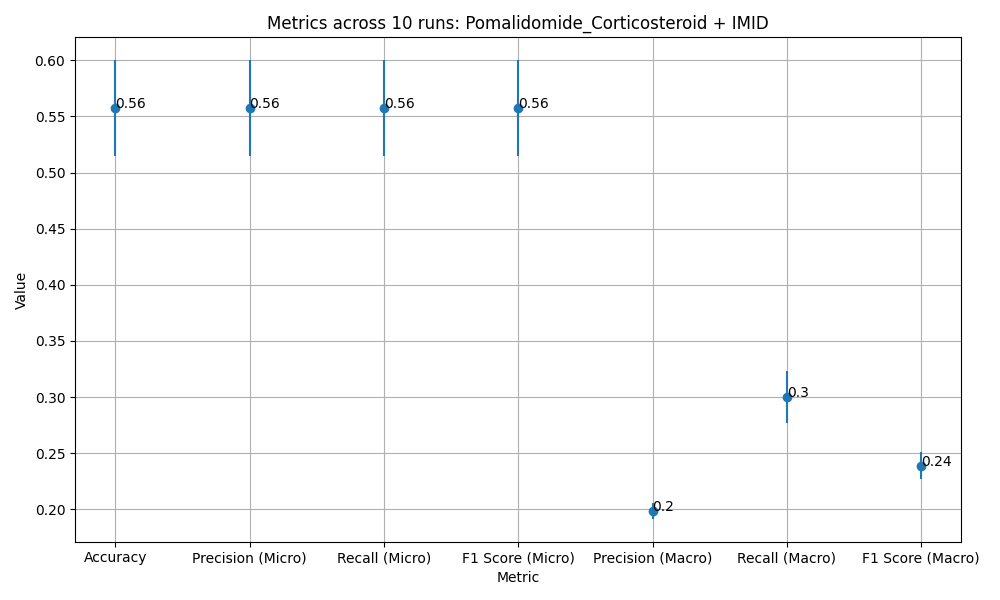 Metrics across 10 runs: Pomalidomide_Corticosteroid + IMID
0.60
0.55
0.50
0.45
0.40
0.35
0.30
0.25
0.20
Value
0.56
0.56
0.56
0.56
0.2
0.3
0.24
Accuracy
Precision (Micro)
Recall (Micro)
F1 Score (Micro)
Precision (Macro)
Recall (Macro)
F1 Score (Macro)
Metric